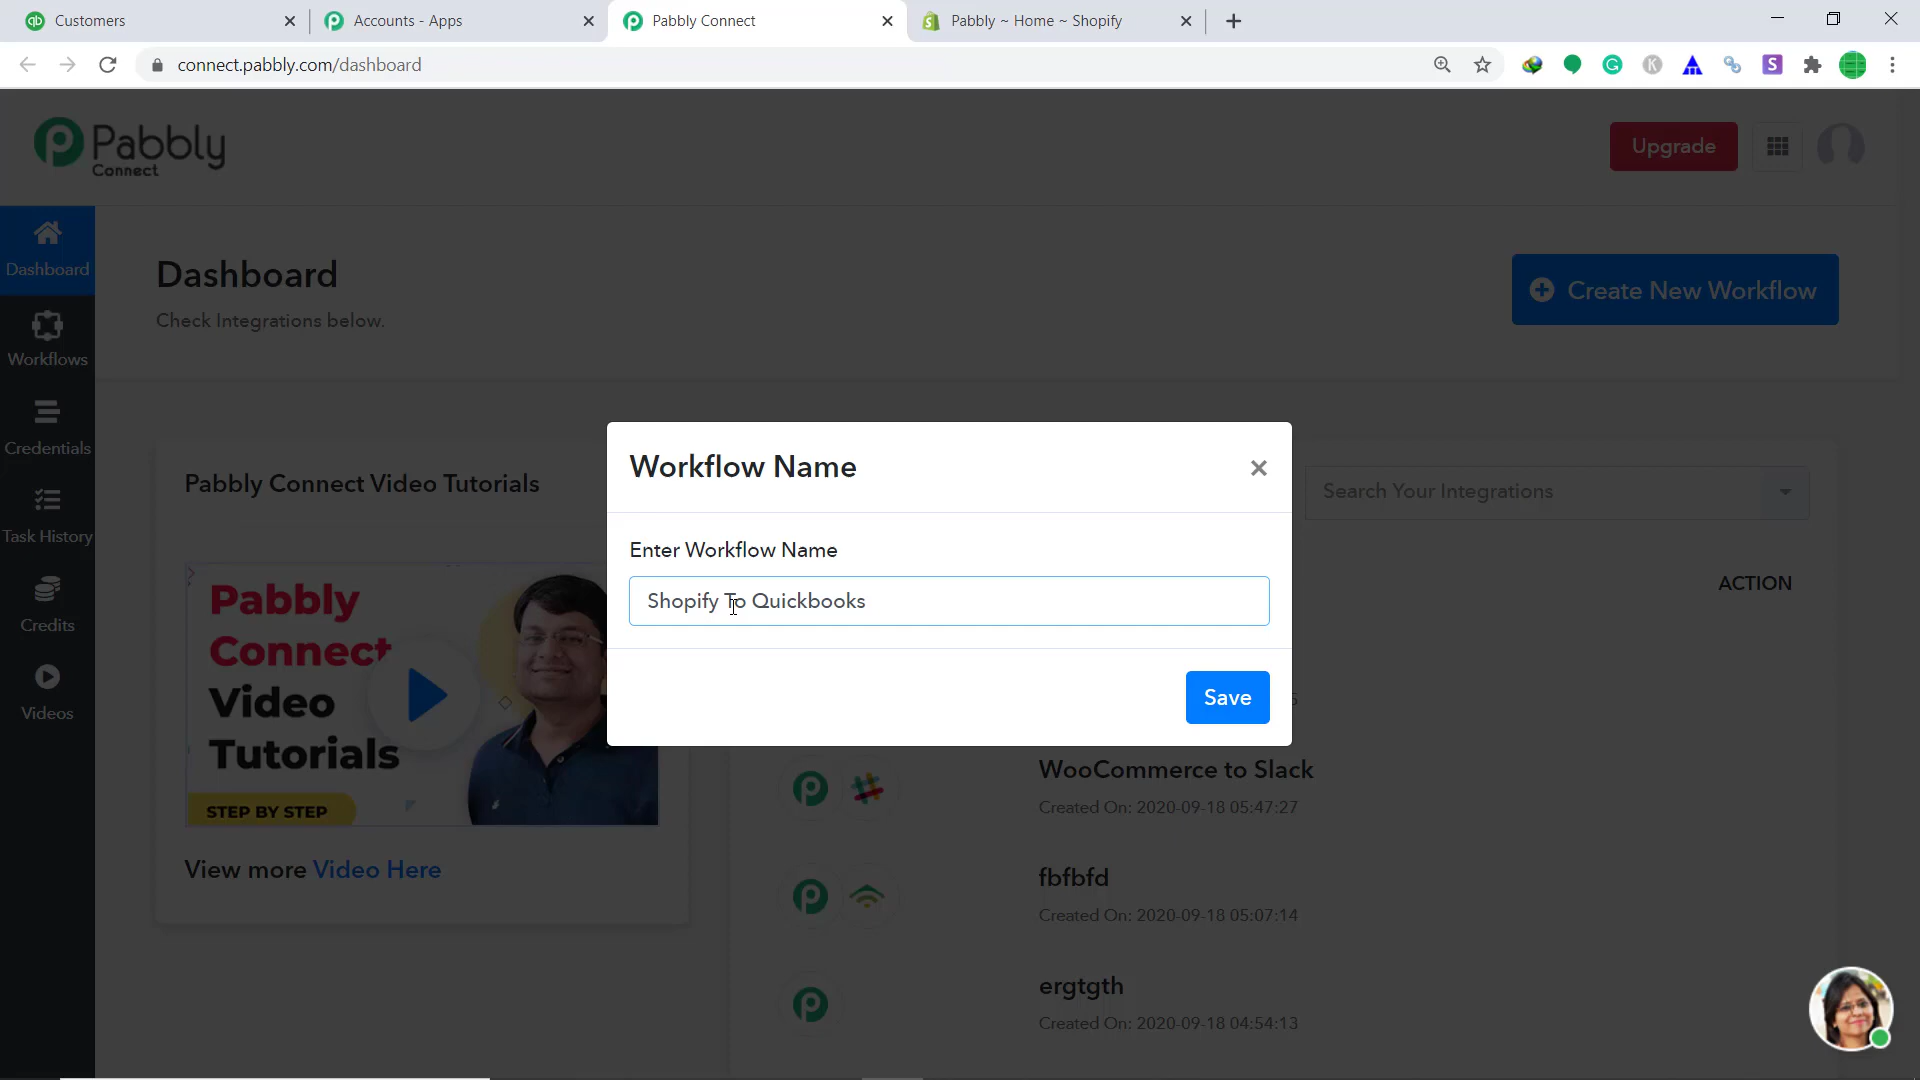 Customers
Accounts - Apps
Pabbly Connect
Pabbly ~ Home ~ Shopify
connect.pabbly.com/dashboard
Pabbly
Connect
Upgrade
Dashboard
Workflows
Credentials
Task History
Credits
Videos
Dashboard
Check Integrations below.
Create New Workflow
Pabbly Connect Video Tutorials
Pabbly
Connect
Video
Tutorials
STEP BY STEP
View more Video Here
Workflow Name
Enter Workflow Name
Shopify To Quickbooks
Save
Search Your Integrations
ACTION
WooCommerce to Slack
Created On: 2020-09-18 05:47:27
fbfbfd
Created On: 2020-09-18 05:07:14
ergtgth
Created On: 2020-09-18 04:54:13